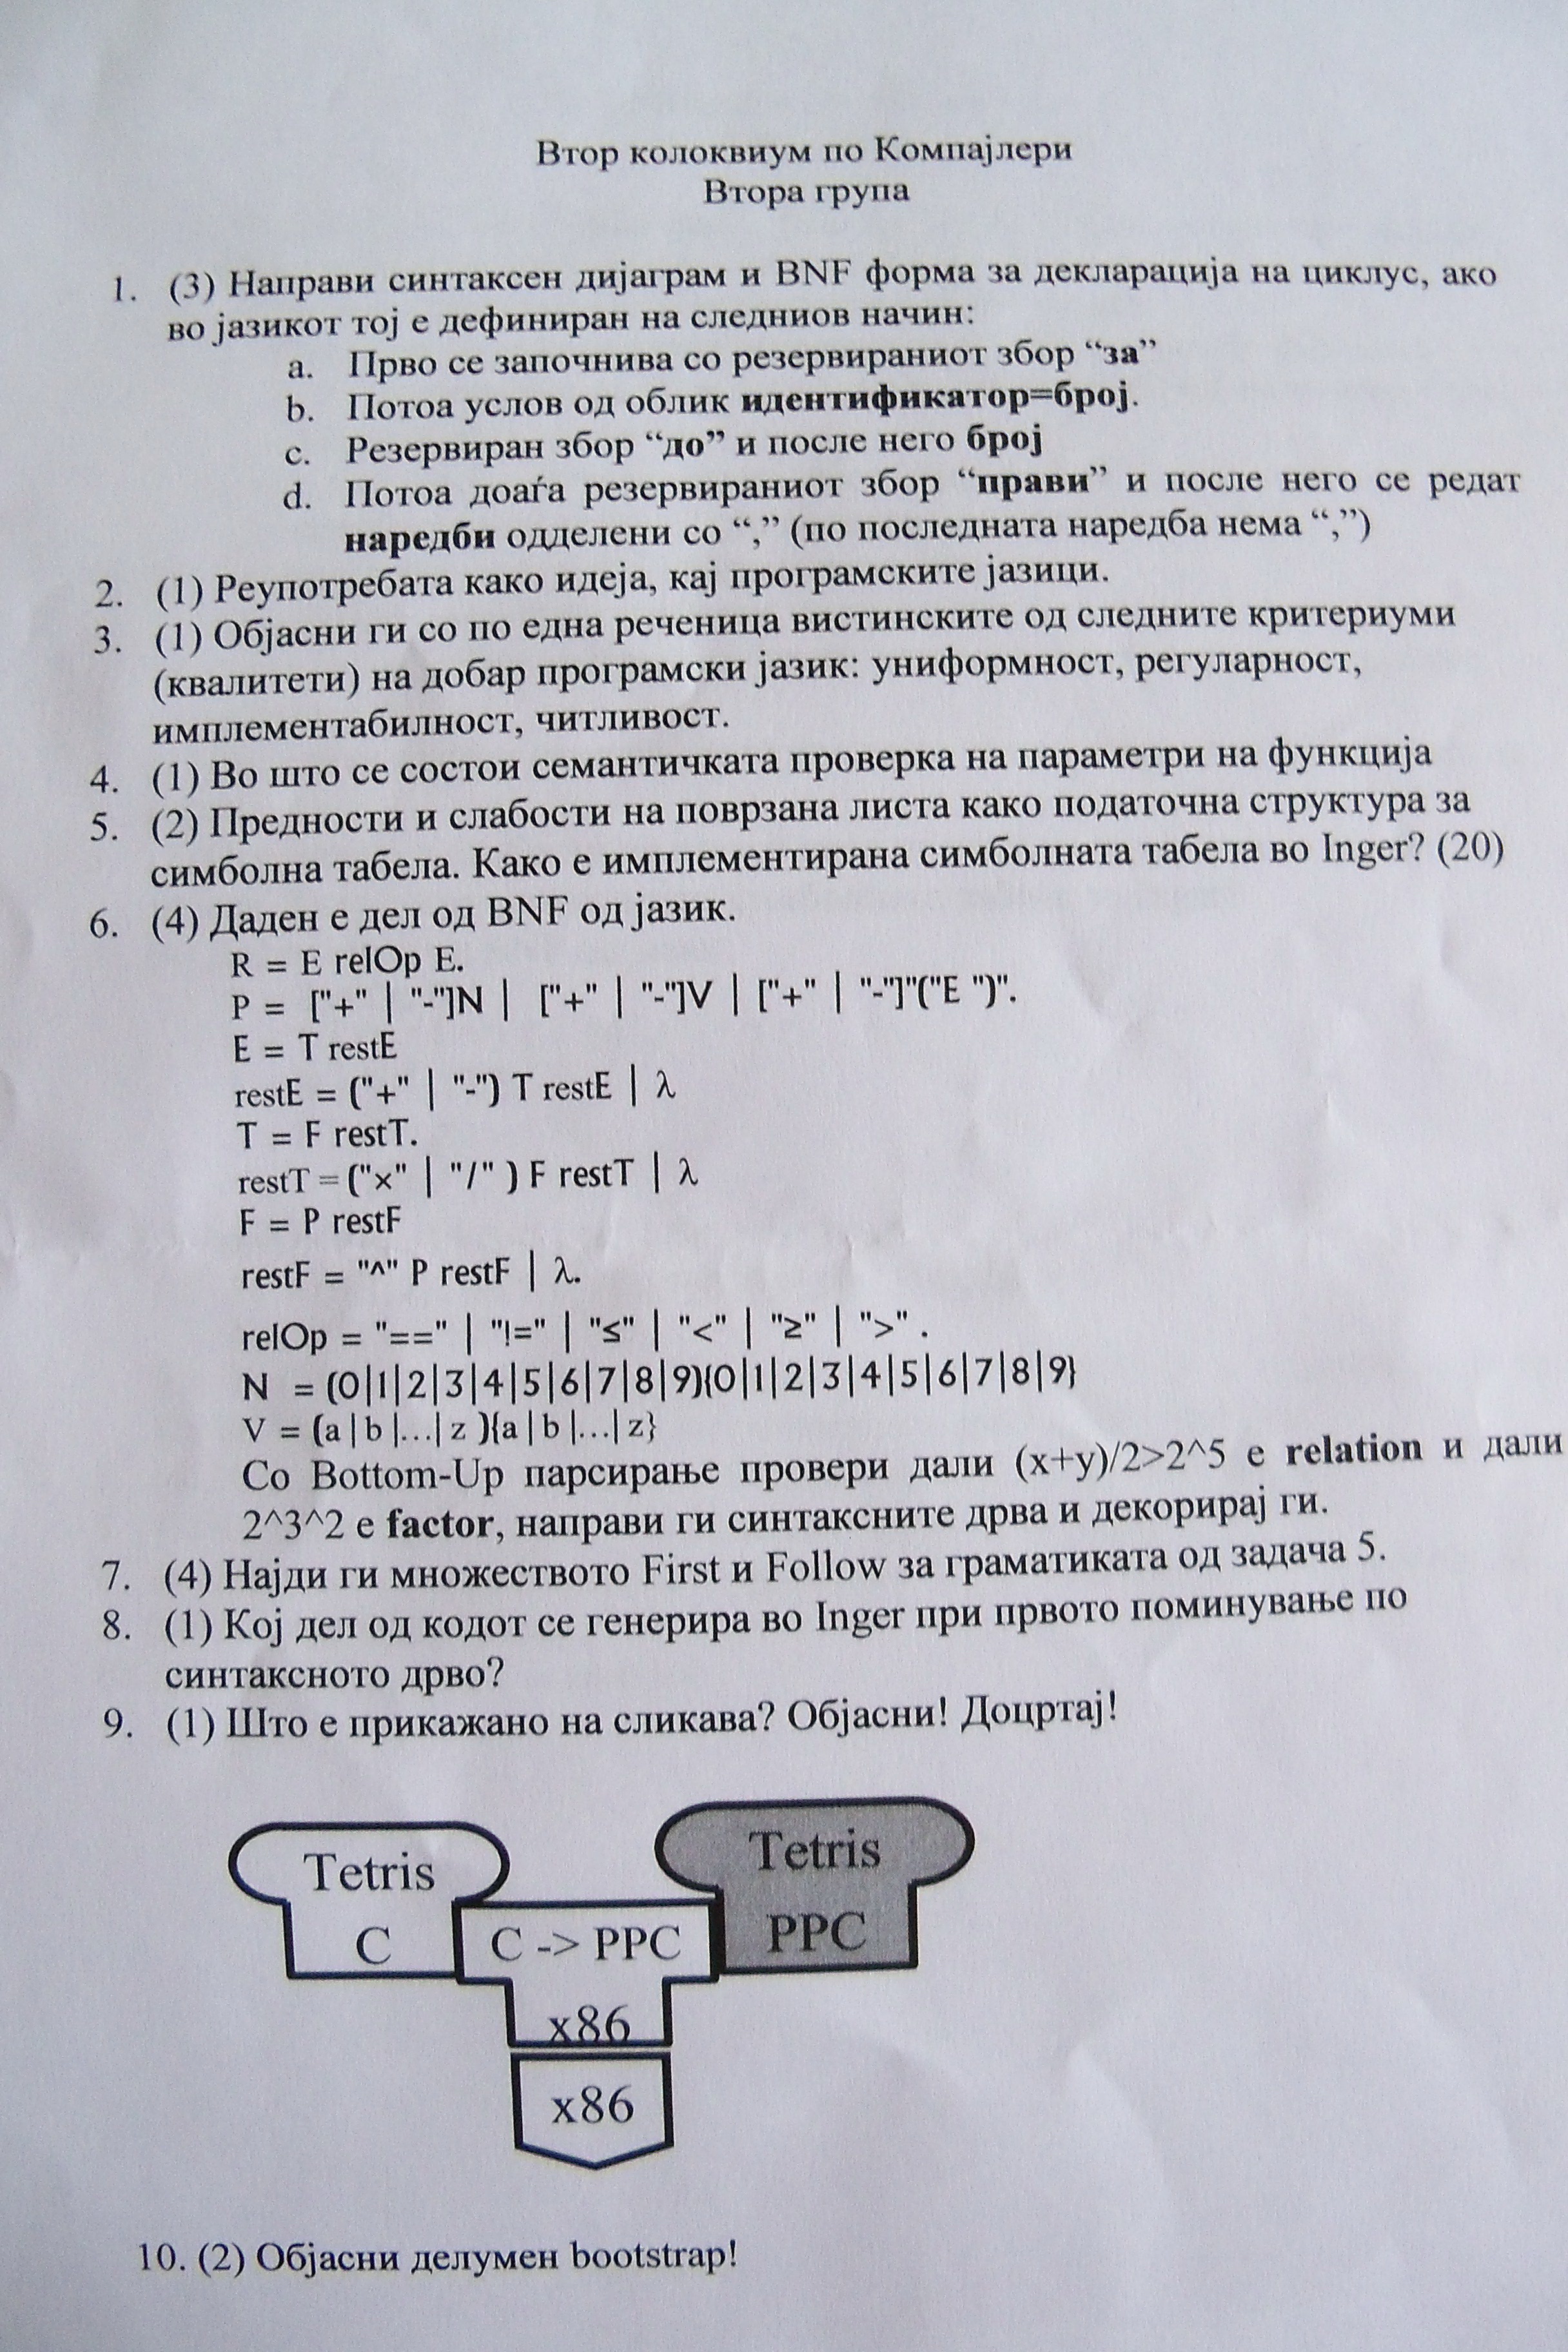 Втор колоквиум по Компајлери
Втора група
1. (3) Направи синтаксен дијаграм и BNF форма за декларација на циклус, ако
во јазикот тој е дефиниран на следниов начин:
a. Прво се започнива со резервираниот збор “за”
b. Потоа услов од облик идентификатор=број.
c. Резервиран збор “до” и после него број
d. Потоа доаѓа резервираниот збор “прави” и после него се редат
наредби одделени со “,” (по последната наредба нема “,”)
2. (1) Реупотребата како идеја, кај програмските јазици.
3. (1) Објасни ги со по една реченица вистинските од следните критериуми
(квалитети) на добар програмски јазик: униформност, регуларност,
имплементабилност, читливост.
4. (1) Во што се состои семантичката проверка на параметри на функција
5. (2) Предности и слабости на поврзана листа како податочна структура за
симболна табела. Како е имплементирана симболната табела во Inger? (20)
6. (4) Даден е дел од BNF од јазик.
R = E relOp E.
P = ["+" | "-"]N | ["+" | "-"]V | ["+" | "-"]"("E ")".
E = T restE
restE = ("+" | "-") T restE | λ
T = F restT.
restT = ("×" | "/" ) F restT | λ
F = P restF
restF = "^" P restF | λ.
relOp = "==" | "!=" | "≤" | "<" | "≥" | ">" .
N = (0|1|2|3|4|5|6|7|8|9){0|1|2|3|4|5|6|7|8|9}
V = (a | b |...| z ){a | b |...| z}
Со Bottom-Up парсирање провери дали (x+y)/2>2^5 е relation и дали
2^3^2 е factor, направи ги синтаксните дрва и декорирај ги.
7. (4) Најди ги множеството First и Follow за граматиката од задача 5.
8. (1) Кој дел од кодот се генерира во Inger при првото поминување по
синтаксното дрво?
9. (1) Што е прикажано на сликава? Објасни! Доцртај!
Tetris
Tetris
C
C -> PPC
PPC
x86
x86
10. (2) Објасни делумен bootstrap!